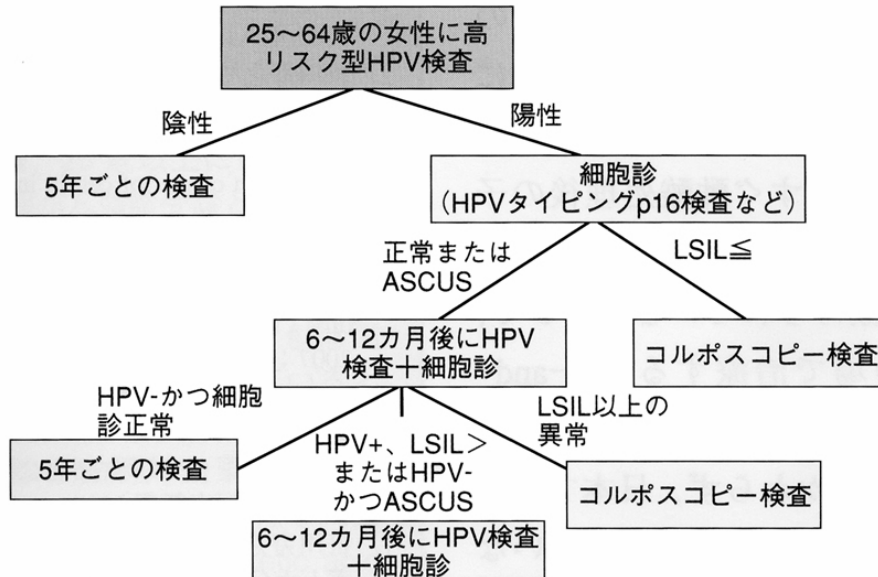 25～64歳の女性に高
リスク型HPV検査
陰性
陽性
5年ごとの検査
細胞診
（HPVタイピングp16検査など）
正常または
ASCUS
LSIL≦
6～12カ月後にHPV
検査＋細胞診
コルポスコピー検査
HPV-かつ細胞
診正常
LSIL以上の
異常
5年ごとの検査
HPV+、LSIL＞
またはHPV-
かつASCUS
コルポスコピー検査
6～12カ月後にHPV検査
＋細胞診